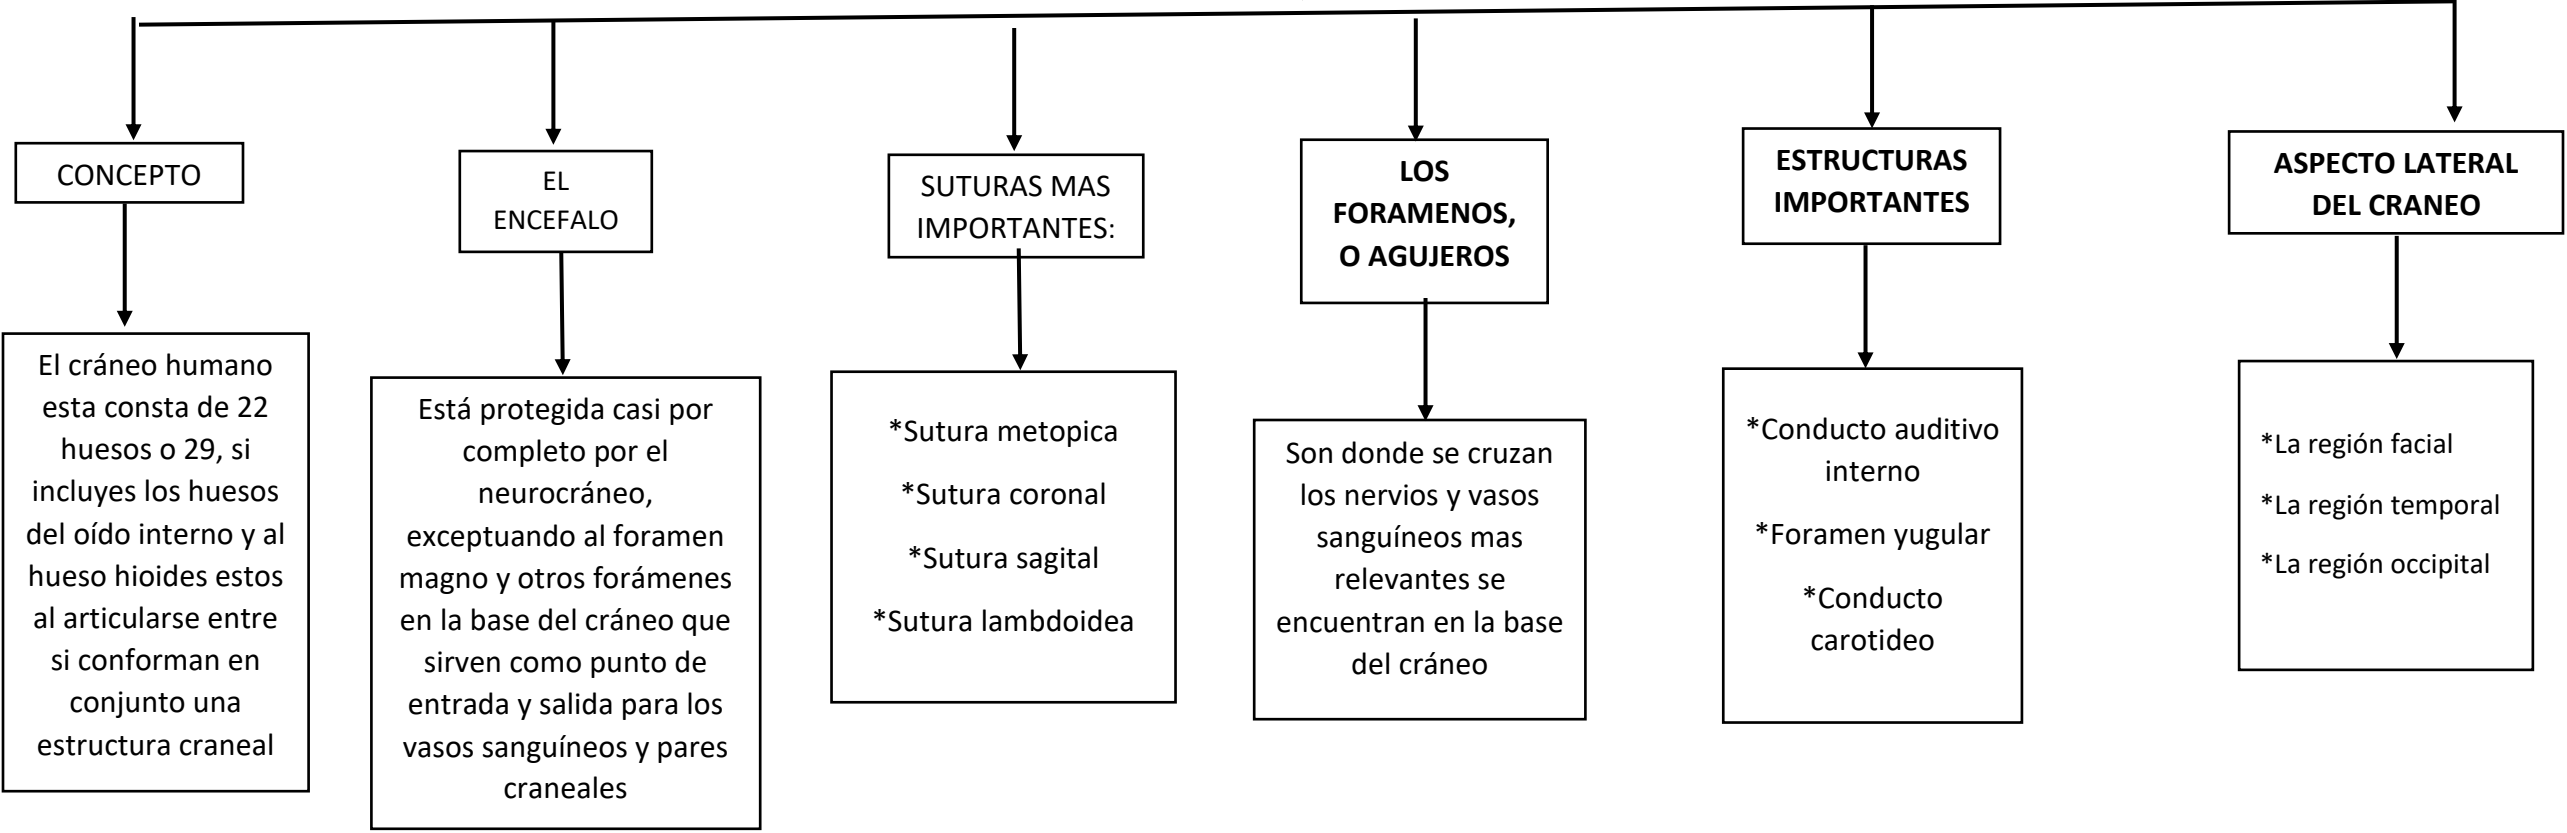 CONCEPTO
El cráneo humano
esta consta de 22
huesos o 29, si
incluyes los huesos
del oído interno y al
hueso hioides estos
al articularse entre
si conforman en
conjunto una
estructura craneal
EL
ENCEFALO
Está protegida casi por
completo por el
neurocráneo,
exceptuando al foramen
magno y otros forámenes
en la base del cráneo que
sirven como punto de
entrada y salida para los
vasos sanguíneos y pares
craneales
SUTURAS MAS
IMPORTANTES:
*Sutura metopica
*Sutura coronal
*Sutura sagital
*Sutura lambdoidea
LOS
FORAMENOS,
O AGUJEROS
Son donde se cruzan
los nervios y vasos
sanguíneos mas
relevantes se
encuentran en la base
del cráneo
ESTRUCTURAS
IMPORTANTES
*Conducto auditivo
interno
*Foramen yugular
*Conducto
carotideo
ASPECTO LATERAL
DEL CRANEO
*La región facial
*La región temporal
*La región occipital